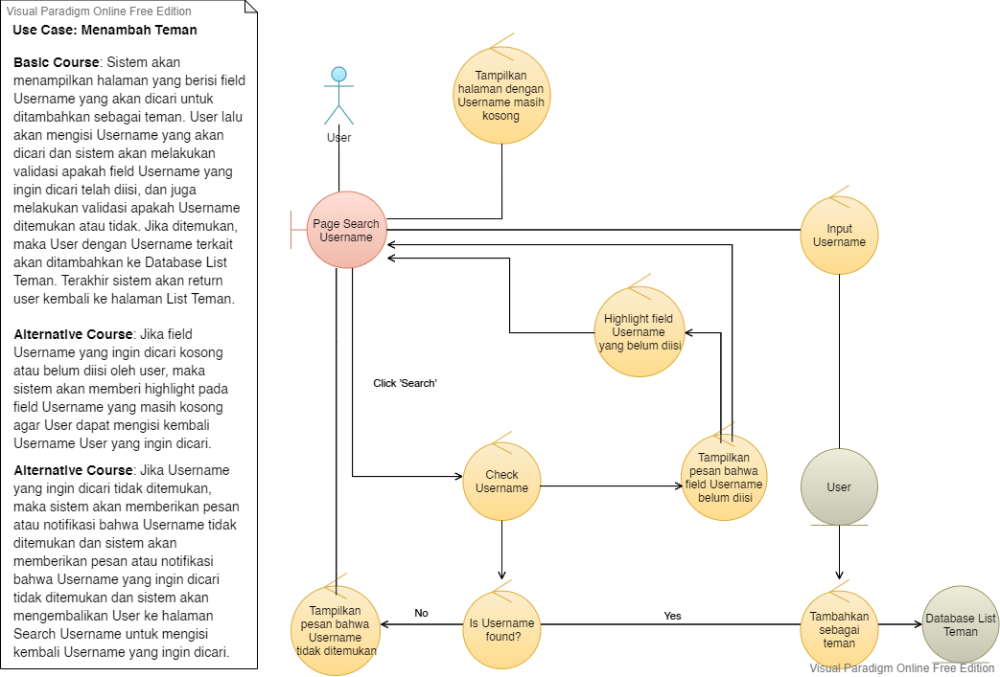 Visual Paradigm Online Free Edition
Use Case: Menambah Teman
Basic Course: Sistem akan
menampilkan halaman yang berisi field
Username yang akan dicari untuk
ditambahkan sebagai teman. User lalu
akan mengisi Username yang akan
dicari dan sistem akan melakukan
validasi apakah field Username yang
ingin dicari telah diisi, dan juga
melakukan validasi apakah Username
ditemukan atau tidak. Jika ditemukan,
maka User dengan Username terkait
akan ditambahkan ke Database List
Teman. Terakhir sistem akan return
user kembali ke halaman List Teman.
Alternative Course: Jika field
Username yang ingin dicari kosong
atau belum diisi oleh user, maka
sistem akan memberi highlight pada
field Username yang masih kosong
agar User dapat mengisi kembali
Username User yang ingin dicari.
Alternative Course: Jika Username
yang ingin dicari tidak ditemukan,
maka sistem akan memberikan pesan
atau notifikasi bahwa Username tidak
ditemukan dan sistem akan
memberikan pesan atau notifikasi
bahwa Username yang ingin dicari
tidak ditemukan dan sistem akan
mengembalikan User ke halaman
Search Username untuk mengisi
kembali Username yang ingin dicari.
User
Tampilkan
halaman dengan
Username masih
kosong
Page Search
Username
Input
Username
Highlight field
Username
yang belum diisi
Click 'Search'
Check
Username
Tampilkan
pesan bahwa
field Username
belum diisi
User
Tampilkan
pesan bahwa
Username
tidak ditemukan
No
Is Username
found?
Yes
Tambahkan
sebagai
teman
Database List
Teman
Visual Paradigm Online Free Edition